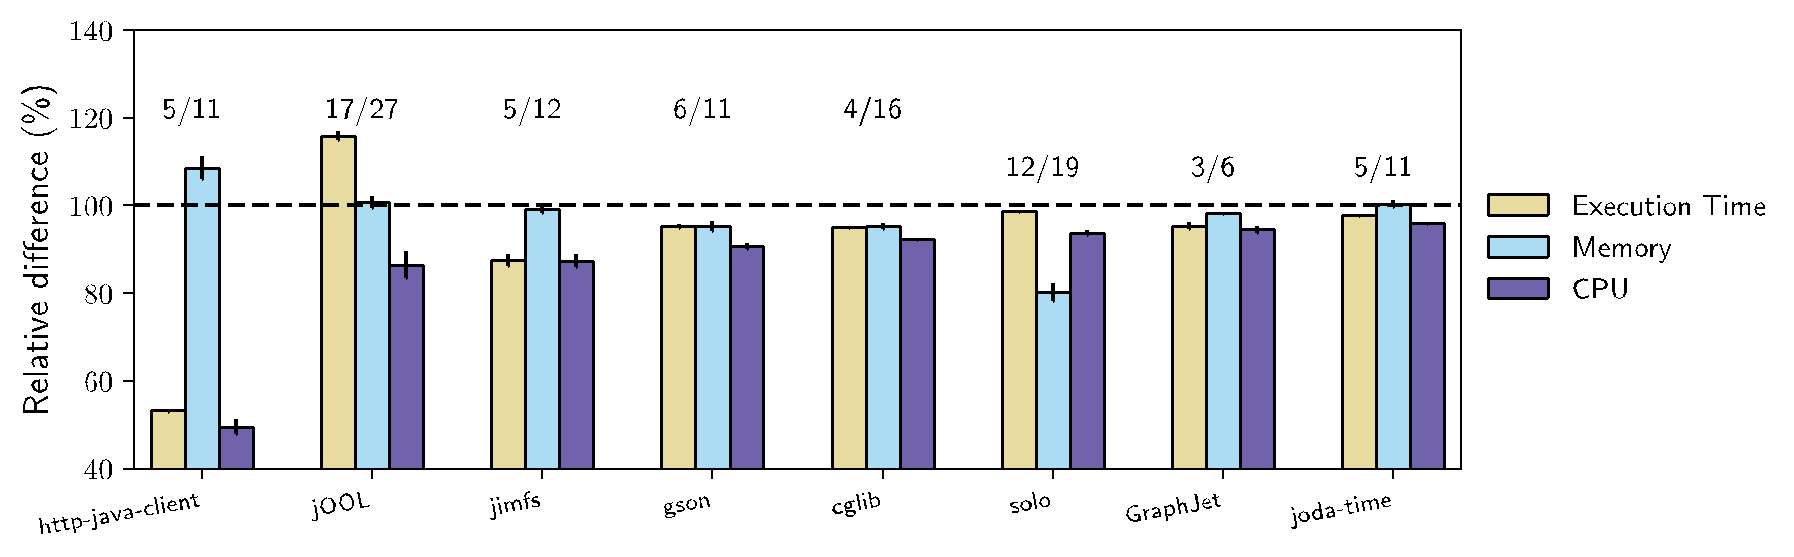 140
120
100
80
60
40
Relative difference (%)
5/11
17/27
5/12
6/11
4/16
12/19
3/6
5/11
http-java-client
jOOL
jimfs
gson
cglib
solo
GraphJet
joda-time
Execution Time
Memory
CPU